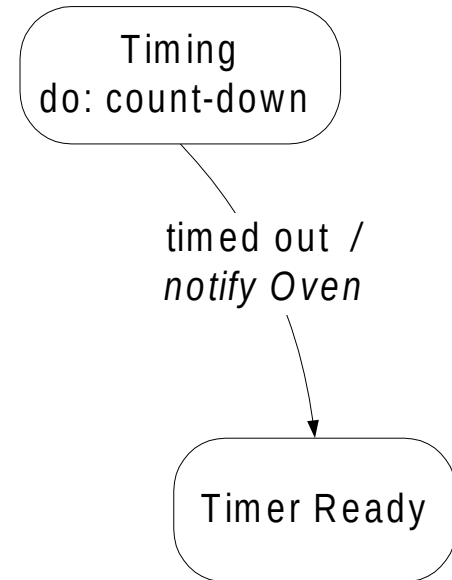 Timing
do: count-down
timed out /
notify Oven
Timer Ready